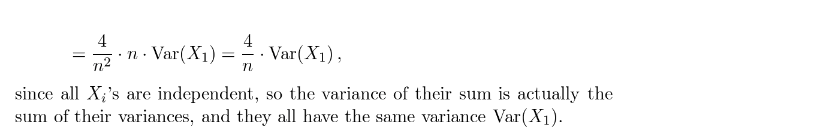 = 4/n² · n · Var(X₁) = 4/n · Var(X₁) ,
since all Xᵢ's are independent, so the variance of their sum is actually the
sum of their variances, and they all have the same variance Var(X₁).